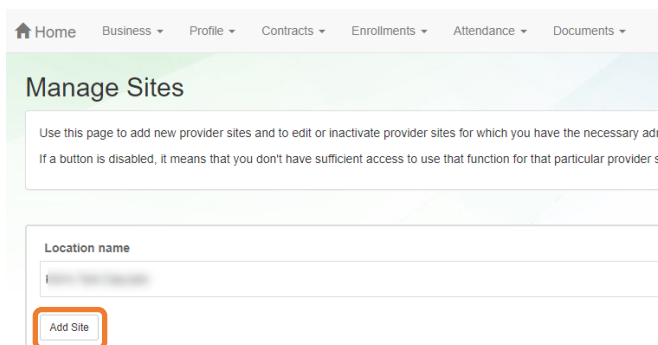 Home Business Profile Contracts Enrollments Attendance Documents
Manage Sites
Use this page to add new provider sites and to edit or inactivate provider sites for which you have the necessary
If a button is disabled, it means that you don't have sufficient access to use that function for that particular provider
Location name
Add Site